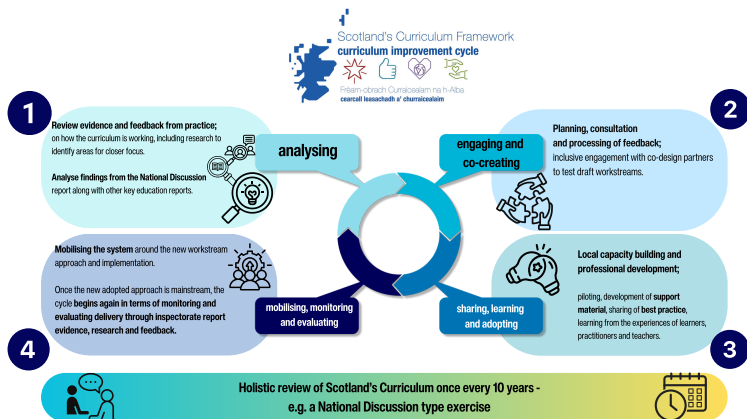 Scotland's Curriculum Framework
curriculum improvement cycle
Frèam-obrach Curraicealam na h-Alba
cearcall leasachadh a' churraicealaim
1
Review evidence and feedback from practice;
on how the curriculum is working, including research to
identify areas for closer focus.
Analyse findings from the National Discussion
report along with other key education reports.
analysing
engaging and
co-creating
2
Planning, consultation
and processing of feedback;
inclusive engagement with co-design partners
to test draft workstreams.
Mobilising the system around the new workstream
approach and implementation.
Once the new adopted approach is mainstream, the
cycle begins again in terms of monitoring and
evaluating delivery through inspectorate report
evidence, research and feedback.
4
mobilising, monitoring
and evaluating
sharing, learning
and adopting
Local capacity building and
professional development;
piloting, development of support
material, sharing of best practice,
learning from the experiences of learners,
practitioners and teachers.
3
Holistic review of Scotland's Curriculum once every 10 years -
e.g. a National Discussion type exercise